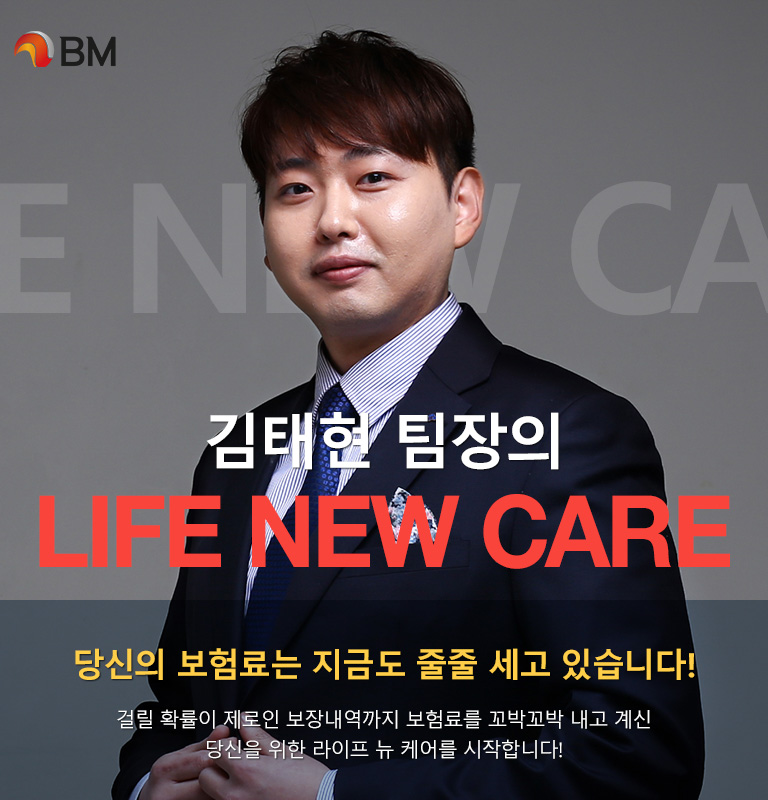 BM
E NEW CA
김태현 팀장의
LIFE NEW CARE
당신의 보험료는 지금도 줄줄 세고 있습니다!
걸릴 확률이 제로인 보장내역까지 보험료를 꼬박꼬박 내고 계신
당신을 위한 라이프 뉴 케어를 시작합니다!